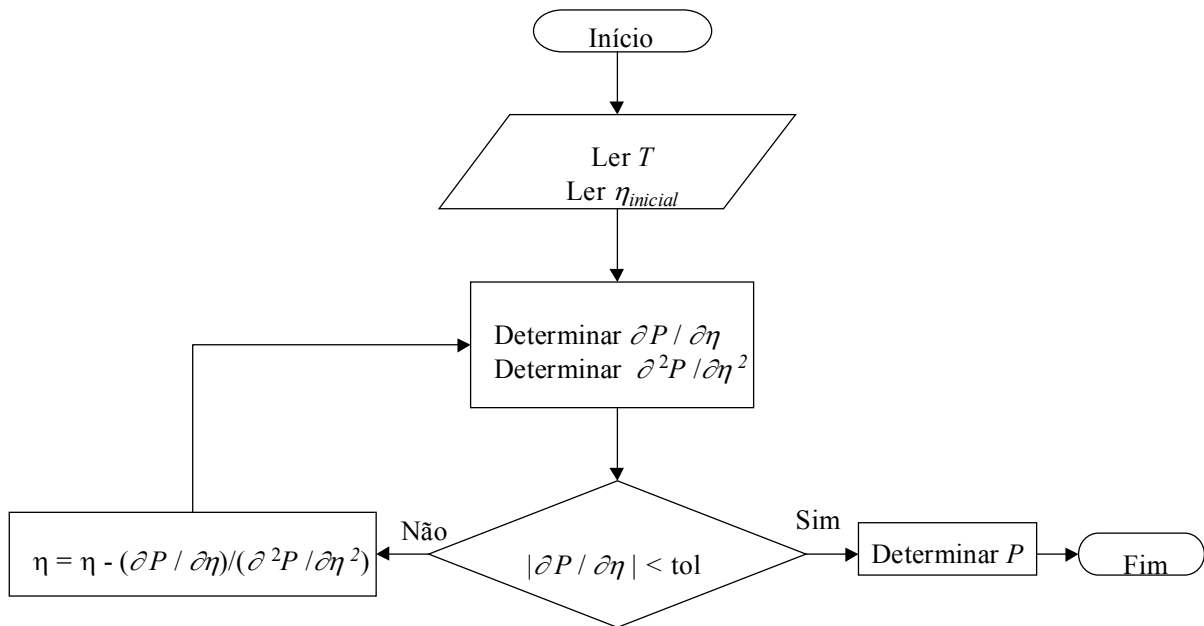 Início
Ler T
Ler η_inicial
Determinar ∂P / ∂η
Determinar ∂²P /∂η²
Não
Sim
η = η - (∂P / ∂η)/(∂²P /∂η²)
|∂P / ∂η | < tol
Determinar P
Fim